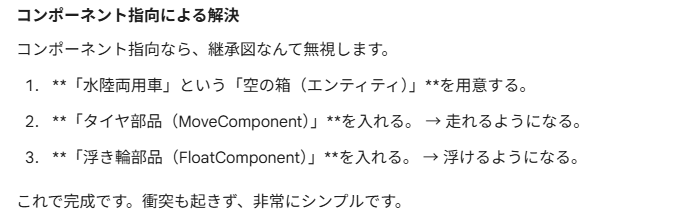 コンポーネント指向による解決
コンポーネント指向なら、継承図なんて無視します。
1. **「水陸両用車」という「空の箱（エンティティ）」**を用意する。
2. **「タイヤ部品（MoveComponent）」**を入れる。 → 走れるようになる。
3. **「浮き輪部品（FloatComponent）」**を入れる。 → 浮けるようになる。
これで完成です。衝突も起きず、非常にシンプルです。